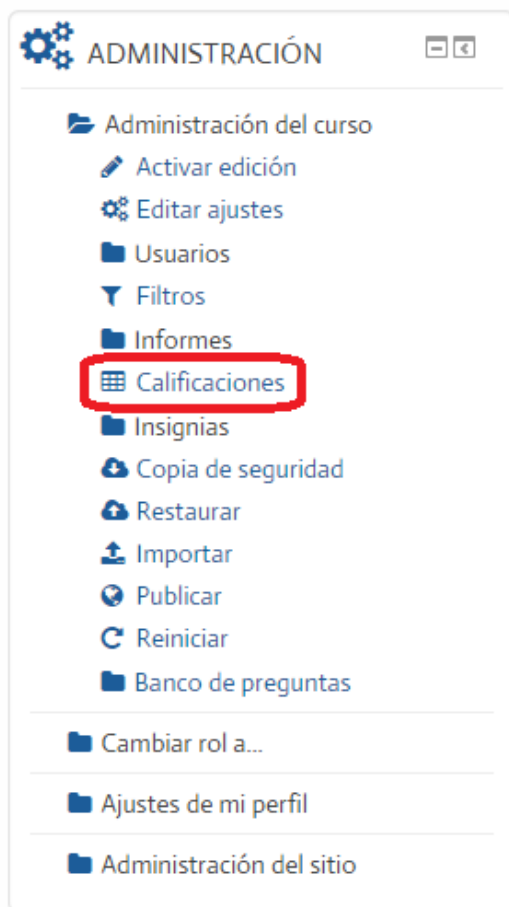 ADMINISTRACIÓN
Administración del curso
Activar edición
Editar ajustes
Usuarios
Filtros
Informes
Calificaciones
Insignias
Copia de seguridad
Restaurar
Importar
Publicar
Reiniciar
Banco de preguntas
Cambiar rol a...
Ajustes de mi perfil
Administración del sitio